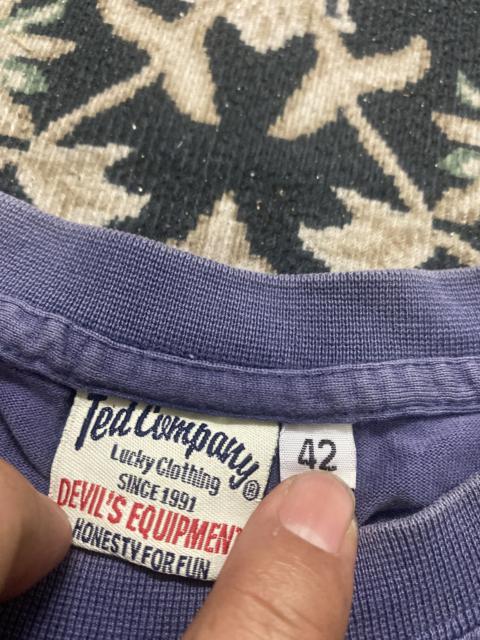 Ted Company®
Lucky Clothing
SINCE 1991
DEVIL'S EQUIPMENT
HONESTY FOR FUN
42